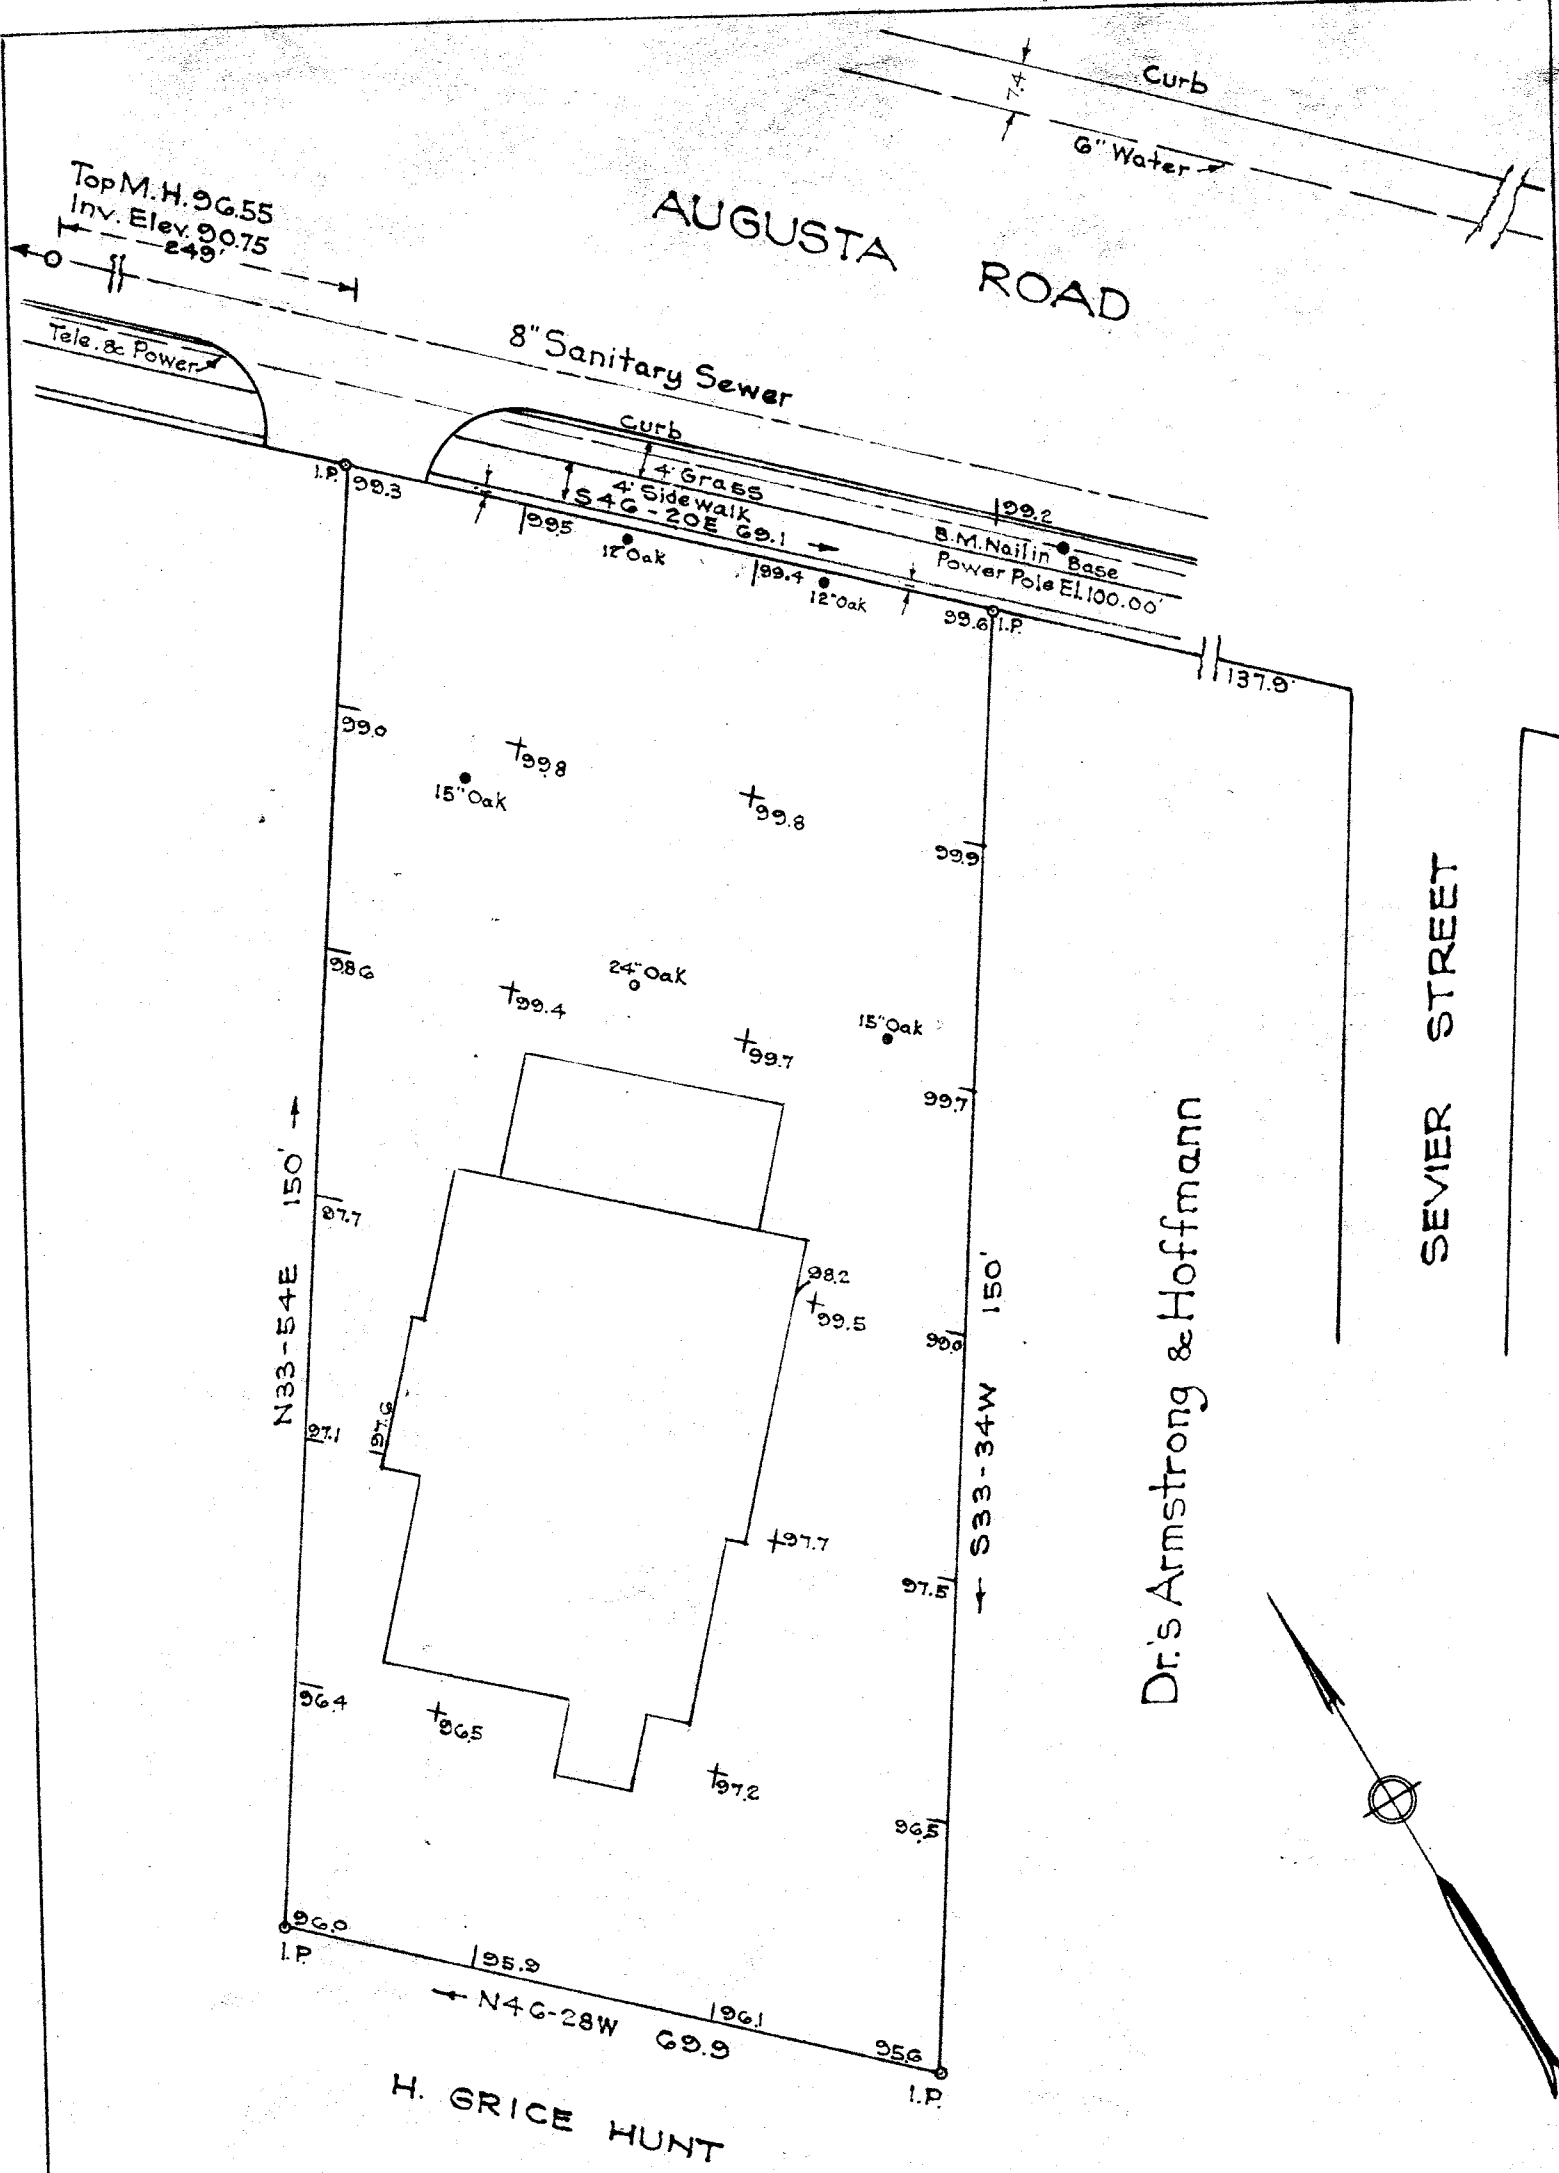 Curb
7.4
6" Water
Top M.H. 96.55
Inv. Elev. 90.75
249'
AUGUSTA ROAD
8" Sanitary Sewer
Tele. & Power
Curb
4' Grass
4' Sidewalk
S46-20E 69.1
I.P. 99.3
99.5
12" Oak
99.4
12" Oak
99.2
B.M. Nail in Base
Power Pole El. 100.00'
99.6 I.P.
137.9'
99.0
99.8
15" Oak
99.8
99.9
98.6
24" Oak
99.4
15" Oak
99.7
99.7
N33-54E 150'
97.7
98.2
99.5
99.0
97.1
97.6
S33-34W 150'
97.7
97.5
96.4
96.5
97.2
96.5
96.0
I.P.
95.9
96.1
95.6
I.P.
N46-28W 69.9
H. GRICE HUNT
Dr.'s Armstrong & Hoffmann
SEVIER STREET